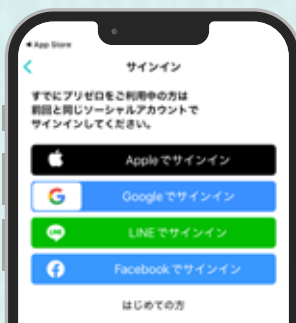 ◀App Store
サインイン
すでにプリゼロをご利用中の方は
前回と同じソーシャルアカウントで
サインインしてください。
Appleでサインイン
Googleでサインイン
LINEでサインイン
Facebookでサインイン
はじめての方